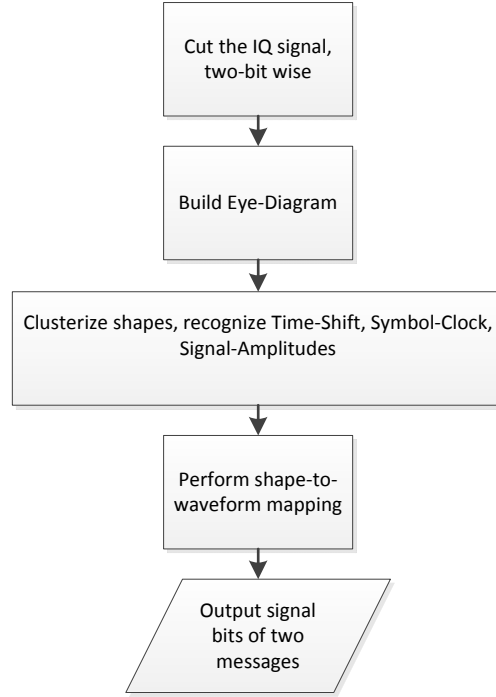 Cut the IQ signal,
two-bit wise
Build Eye-Diagram
Clusterize shapes, recognize Time-Shift, Symbol-Clock,
Signal-Amplitudes
Perform shape-to-
waveform mapping
Output signal
bits of two
messages